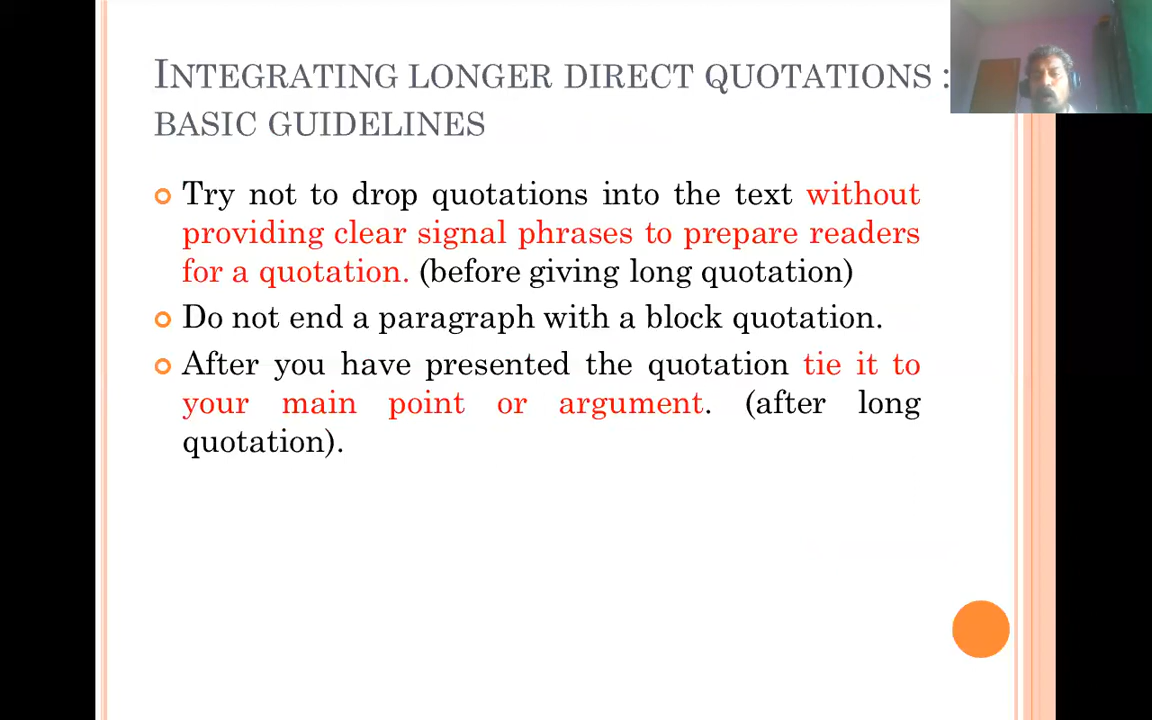 INTEGRATING LONGER DIRECT QUOTATIONS :
BASIC GUIDELINES
Try not to drop quotations into the text without
providing clear signal phrases to prepare readers
for a quotation. (before giving long quotation)
Do not end a paragraph with a block quotation.
After you have presented the quotation tie it to
your main point or argument. (after long
quotation).